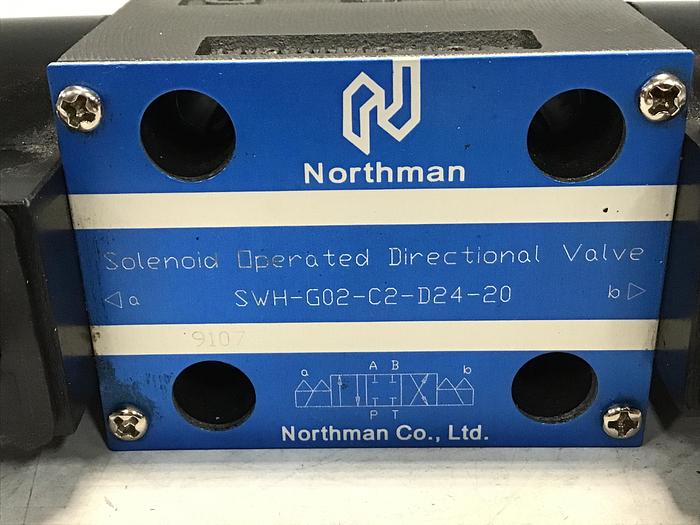 Northman
Solenoid Operated Directional Valve
a SWH-G02-C2-D24-20 b
9107
A B
a b
P T
Northman Co., Ltd.